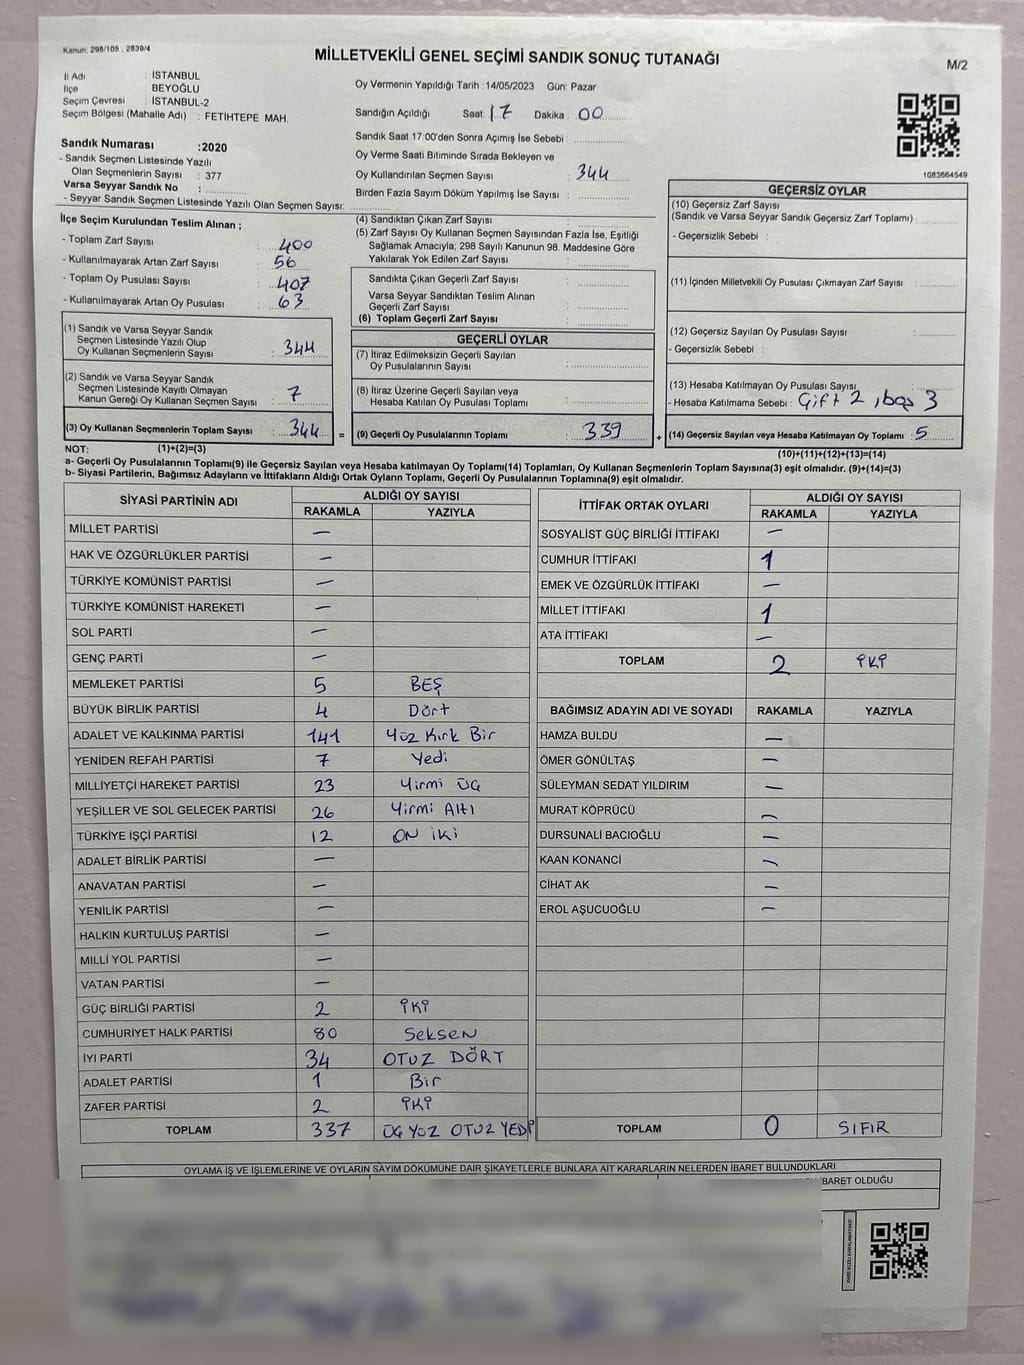 Kanun; 298/105 , 2839/4
MİLLETVEKİLİ GENEL SEÇİMİ SANDIK SONUÇ TUTANAĞI
M/2
İl Adı : İSTANBUL
İlçe : BEYOĞLU
Seçim Çevresi : İSTANBUL-2
Seçim Bölgesi (Mahalle Adı) : FETİHTEPE MAH.
Sandık Numarası :2020
- Sandık Seçmen Listesinde Yazılı
Olan Seçmenlerin Sayısı : 377
Varsa Seyyar Sandık No :
- Seyyar Sandık Seçmen Listesinde Yazılı Olan Seçmen Sayısı:
Oy Vermenin Yapıldığı Tarih :14/05/2023 Gün: Pazar
Sandığın Açıldığı Saat: 17 Dakika : 00
Sandık Saat 17:00'den Sonra Açımış İse Sebebi :
Oy Verme Saati Bitiminde Sırada Bekleyen ve
Oy Kullandırılan Seçmen Sayısı : 344
Birden Fazla Sayım Döküm Yapılmış İse Sayısı :
1083664549
İlçe Seçim Kurulundan Teslim Alınan ;
- Toplam Zarf Sayısı : 400
- Kullanılmayarak Artan Zarf Sayısı : 56
- Toplam Oy Pusulası Sayısı : 407
- Kullanılmayarak Artan Oy Pusulası : 63
(1) Sandık ve Varsa Seyyar Sandık
Seçmen Listesinde Yazılı Olup
Oy Kullanan Seçmenlerin Sayısı : 344
(2) Sandık ve Varsa Seyyar Sandık
Seçmen Listesinde Kayıtlı Olmayan
Kanun Gereği Oy Kullanan Seçmen Sayısı : 7
(3) Oy Kullanan Seçmenlerin Toplam Sayısı : 344 =
(4) Sandıktan Çıkan Zarf Sayısı :
(5) Zarf Sayısı Oy Kullanan Seçmen Sayısından Fazla İse, Eşitliği
Sağlamak Amacıyla; 298 Sayılı Kanunun 98. Maddesine Göre
Yakılarak Yok Edilen Zarf Sayısı :
Sandıkta Çıkan Geçerli Zarf Sayısı :
Varsa Seyyar Sandıktan Teslim Alınan
Geçerli Zarf Sayısı :
(6) Toplam Geçerli Zarf Sayısı :
GEÇERLİ OYLAR
(7) İtiraz Edilmeksizin Geçerli Sayılan
Oy Pusulalarının Sayısı :
(8) İtiraz Üzerine Geçerli Sayılan veya
Hesaba Katılan Oy Pusulası Toplamı :
(9) Geçerli Oy Pusulalarının Toplamı : 339 +
GEÇERSİZ OYLAR
(10) Geçersiz Zarf Sayısı
(Sandık ve Varsa Seyyar Sandık Geçersiz Zarf Toplamı) :
- Geçersizlik Sebebi :
(11) İçinden Milletvekili Oy Pusulası Çıkmayan Zarf Sayısı :
(12) Geçersiz Sayılan Oy Pusulası Sayısı :
- Geçersizlik Sebebi :
(13) Hesaba Katılmayan Oy Pusulası Sayısı :
- Hesaba Katılmama Sebebi : Çift 2 , boş 3
(14) Geçersiz Sayılan veya Hesaba Katılmayan Oy Toplamı : 5
NOT: (1)+(2)=(3)
(10)+(11)+(12)+(13)=(14)
a- Geçerli Oy Pusulalarının Toplamı(9) ile Geçersiz Sayılan veya Hesaba katılmayan Oy Toplamı(14) Toplamları, Oy Kullanan Seçmenlerin Toplam Sayısına(3) eşit olmalıdır. (9)+(14)=(3)
b- Siyasi Partilerin, Bağımsız Adayların ve İttifakların Aldığı Ortak Oyların Toplamı, Geçerli Oy Pusulalarının Toplamına(9) eşit olmalıdır.
SİYASİ PARTİNİN ADI ALDIĞI OY SAYISI
RAKAMLA YAZIYLA
MİLLET PARTİSİ —
HAK VE ÖZGÜRLÜKLER PARTİSİ —
TÜRKİYE KOMÜNİST PARTİSİ —
TÜRKİYE KOMÜNİST HAREKETİ —
SOL PARTİ —
GENÇ PARTİ —
MEMLEKET PARTİSİ 5 BEŞ
BÜYÜK BİRLİK PARTİSİ 4 Dört
ADALET VE KALKINMA PARTİSİ 141 Yüz Kırk Bir
YENİDEN REFAH PARTİSİ 7 Yedi
MİLLİYETÇİ HAREKET PARTİSİ 23 Yirmi Üç
YEŞİLLER VE SOL GELECEK PARTİSİ 26 Yirmi Altı
TÜRKİYE İŞÇİ PARTİSİ 12 ON İKİ
ADALET BİRLİK PARTİSİ —
ANAVATAN PARTİSİ —
YENİLİK PARTİSİ —
HALKIN KURTULUŞ PARTİSİ —
MİLLİ YOL PARTİSİ —
VATAN PARTİSİ —
GÜÇ BİRLİĞİ PARTİSİ 2 İKİ
CUMHURİYET HALK PARTİSİ 80 Seksen
İYİ PARTİ 34 OTUZ DÖRT
ADALET PARTİSİ 1 Bir
ZAFER PARTİSİ 2 İKİ
TOPLAM 337 ÜÇ YÜZ OTUZ YEDİ
İTTİFAK ORTAK OYLARI ALDIĞI OY SAYISI
RAKAMLA YAZIYLA
SOSYALİST GÜÇ BİRLİĞİ İTTİFAKI —
CUMHUR İTTİFAKI 1
EMEK VE ÖZGÜRLÜK İTTİFAKI —
MİLLET İTTİFAKI 1
ATA İTTİFAKI —
TOPLAM 2 İKİ
BAĞIMSIZ ADAYIN ADI VE SOYADI RAKAMLA YAZIYLA
HAMZA BULDU —
ÖMER GÖNÜLTAŞ —
SÜLEYMAN SEDAT YILDIRIM —
MURAT KÖPRÜCÜ —
DURSUNALİ BACIOĞLU —
KAAN KONANCİ —
CİHAT AK —
EROL AŞUCUOĞLU —
TOPLAM 0 SIFIR
OYLAMA İŞ VE İŞLEMLERİNE VE OYLARIN SAYIM DÖKÜMÜNE DAİR ŞİKAYETLERLE BUNLARA AİT KARARLARIN NELERDEN İBARET BULUNDUKLARI
İBARET OLDUĞU